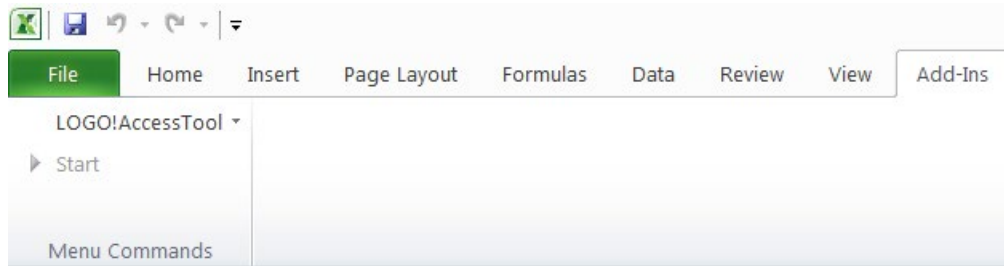 File Home Insert Page Layout Formulas Data Review View Add-Ins
LOGO!AccessTool
Start
Menu Commands